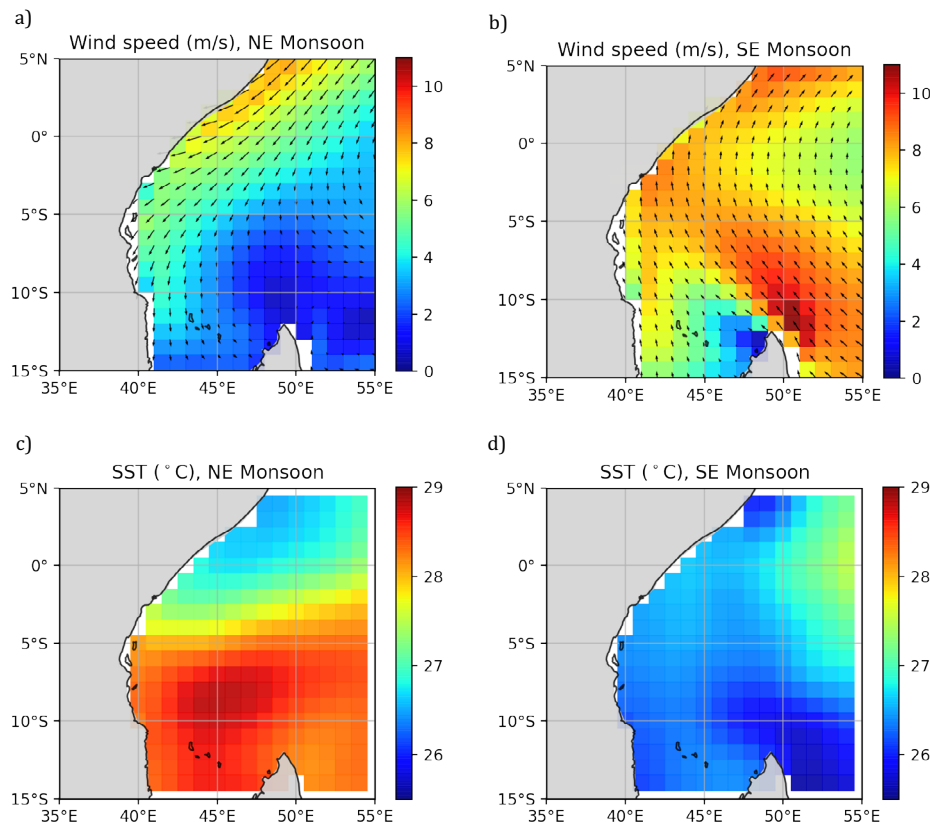 a)
Wind speed (m/s), NE Monsoon
5°N
0°
5°S
10°S
15°S
35°E 40°E 45°E 50°E 55°E
10
8
6
4
2
0
b)
Wind speed (m/s), SE Monsoon
5°N
0°
5°S
10°S
15°S
35°E 40°E 45°E 50°E 55°E
10
8
6
4
2
0
c)
SST (°C), NE Monsoon
5°N
0°
5°S
10°S
15°S
35°E 40°E 45°E 50°E 55°E
29
28
27
26
d)
SST (°C), SE Monsoon
5°N
0°
5°S
10°S
15°S
35°E 40°E 45°E 50°E 55°E
29
28
27
26